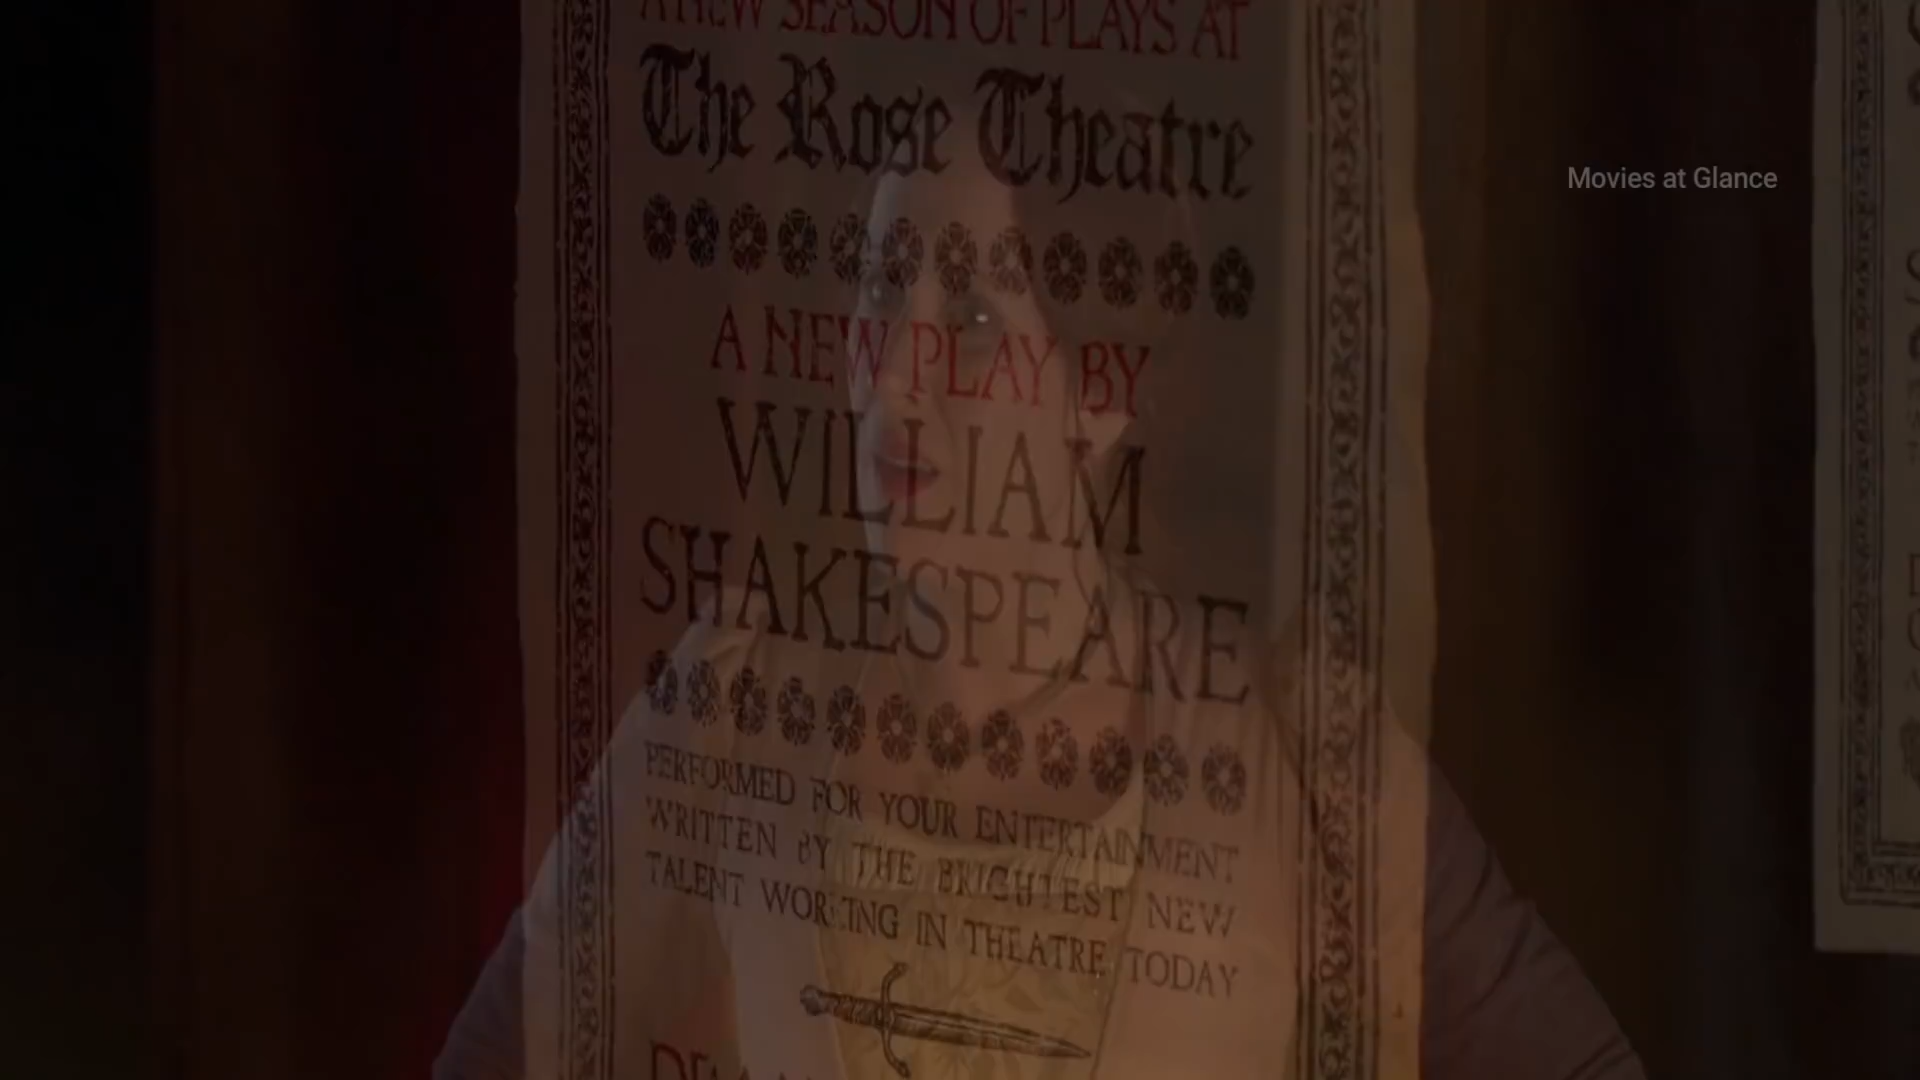 A NEW SEASON OF PLAYS AT
The Rose Theatre
Movies at Glance
A NEW PLAY BY
WILLIAM
SHAKESPEARE
PERFORMED FOR YOUR ENTERTAINMENT
WRITTEN BY THE BRIGHTEST NEW
TALENT WORKING IN THEATRE TODAY